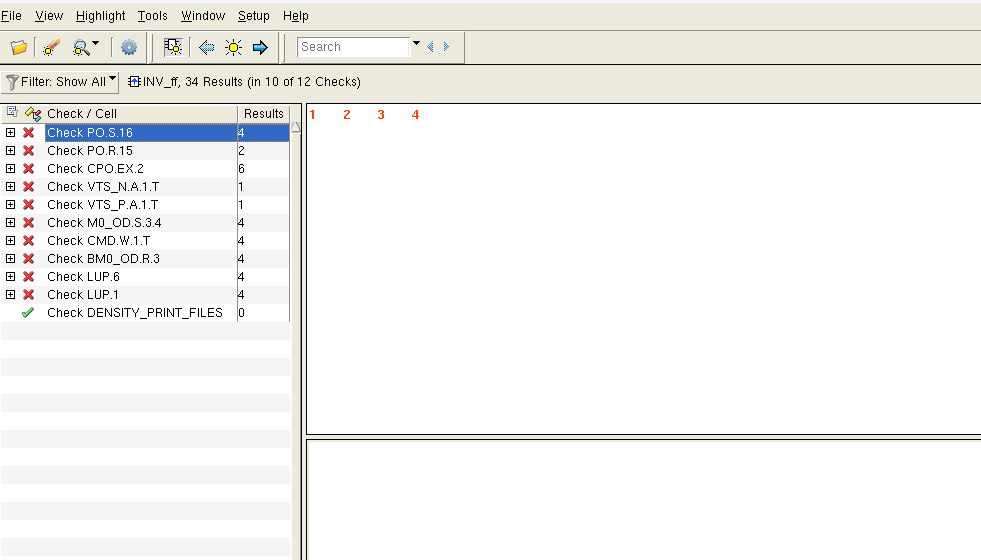 File View Highlight Tools Window Setup Help
Search
Filter: Show All INV_ff, 34 Results (in 10 of 12 Checks)
Check / Cell Results
Check PO.S.16 4
Check PO.R.15 2
Check CPO.EX.2 6
Check VTS_N.A.1.T 1
Check VTS_P.A.1.T 1
Check M0_OD.S.3.4 4
Check CMD.W.1.T 4
Check BM0_OD.R.3 4
Check LUP.6 4
Check LUP.1 4
Check DENSITY_PRINT_FILES 0
1 2 3 4